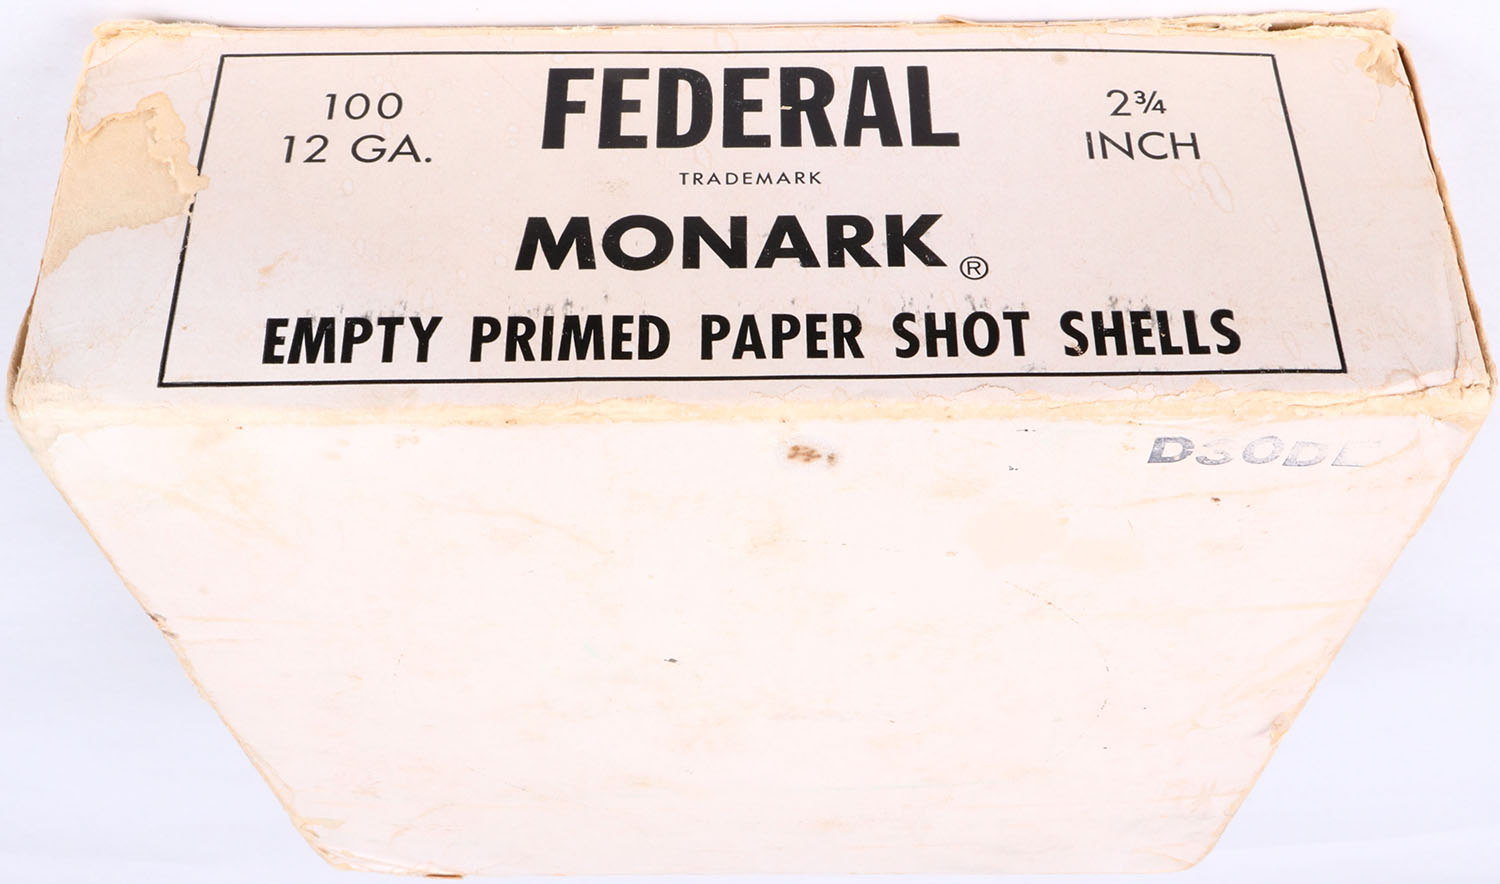 100
12 GA.
FEDERAL
TRADEMARK
2¾
INCH
MONARK ®
EMPTY PRIMED PAPER SHOT SHELLS